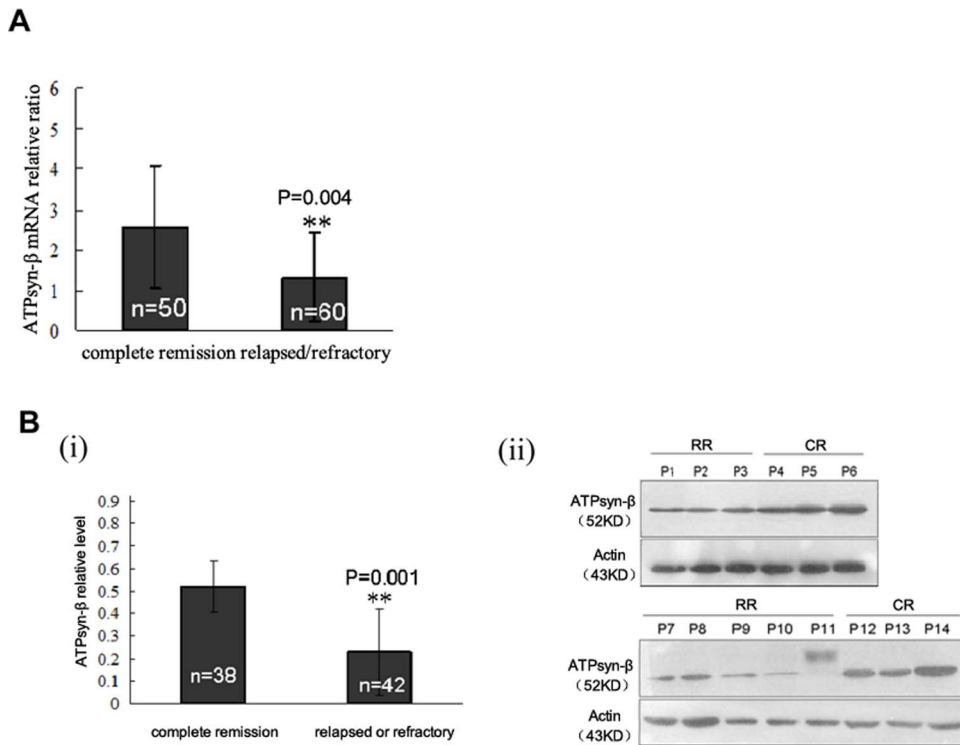 A
ATPsyn-β mRNA relative ratio
6
5
4
3
2
1
0
P=0.004
**
n=50
n=60
complete remission relapsed/refractory
B
(i)
ATPsyn-β relative level
0.9
0.8
0.7
0.6
0.5
0.4
0.3
0.2
0.1
0
P=0.001
**
n=38
n=42
complete remission
relapsed or refractory
(ii)
RR CR
P1 P2 P3 P4 P5 P6
ATPsyn-β
(52KD)
Actin
(43KD)
RR CR
P7 P8 P9 P10 P11 P12 P13 P14
ATPsyn-β
(52KD)
Actin
(43KD)